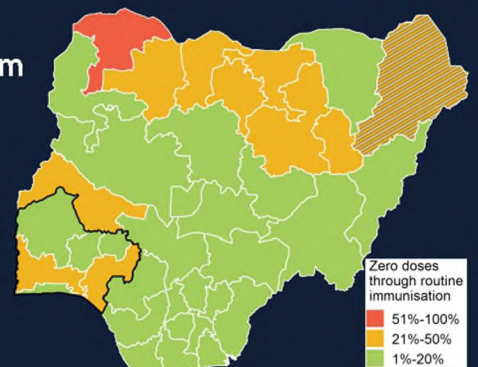 m
Zero doses
through routine
immunisation
51%-100%
21%-50%
1%-20%